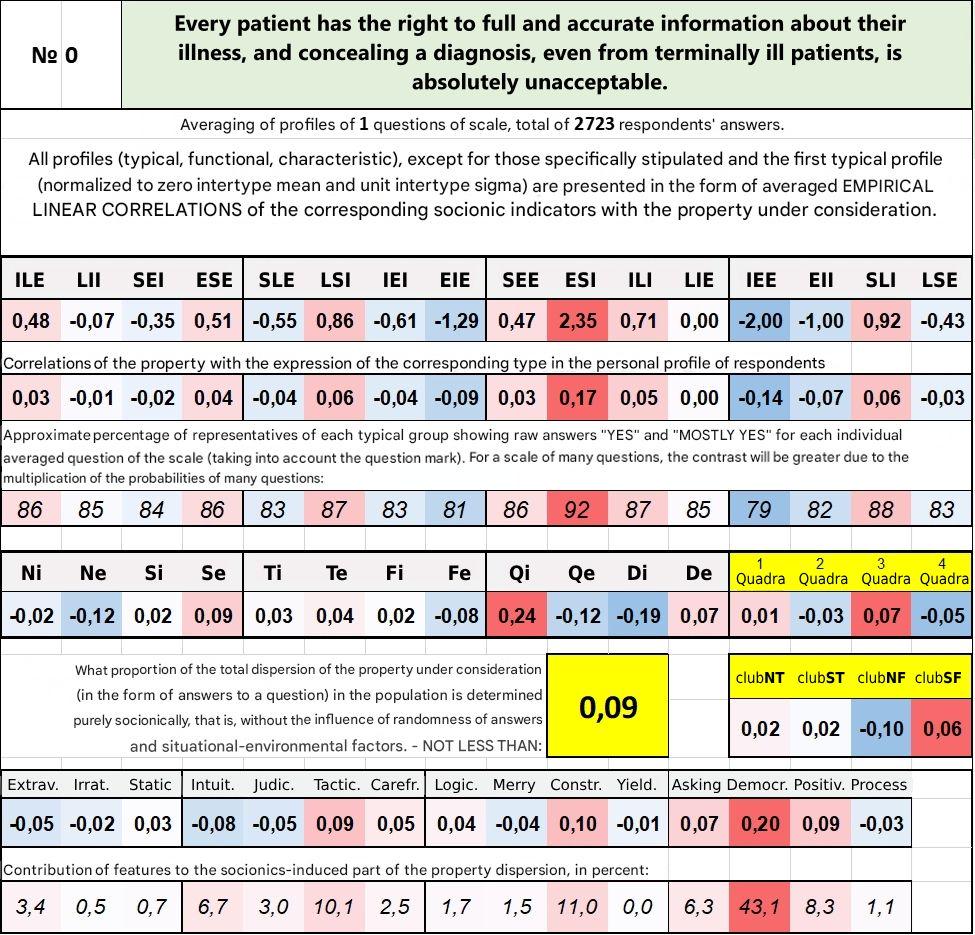 № 0
Every patient has the right to full and accurate information about their
illness, and concealing a diagnosis, even from terminally ill patients, is
absolutely unacceptable.
Averaging of profiles of 1 questions of scale, total of 2723 respondents' answers.
All profiles (typical, functional, characteristic), except for those specifically stipulated and the first typical profile
(normalized to zero intertype mean and unit intertype sigma) are presented in the form of averaged EMPIRICAL
LINEAR CORRELATIONS of the corresponding socionic indicators with the property under consideration.
ILE LII SEI ESE SLE LSI IEI EIE SEE ESI ILI LIE IEE EII SLI LSE
0,48 -0,07 -0,35 0,51 -0,55 0,86 -0,61 -1,29 0,47 2,35 0,71 0,00 -2,00 -1,00 0,92 -0,43
Correlations of the property with the expression of the corresponding type in the personal profile of respondents
0,03 -0,01 -0,02 0,04 -0,04 0,06 -0,04 -0,09 0,03 0,17 0,05 0,00 -0,14 -0,07 0,06 -0,03
Approximate percentage of representatives of each typical group showing raw answers "YES" and "MOSTLY YES" for each individual
averaged question of the scale (taking into account the question mark). For a scale of many questions, the contrast will be greater due to the
multiplication of the probabilities of many questions:
86 85 84 86 83 87 83 81 86 92 87 85 79 82 88 83
Ni Ne Si Se Ti Te Fi Fe Qi Qe Di De 1 Quadra 2 Quadra 3 Quadra 4 Quadra
-0,02 -0,12 0,02 0,09 0,03 0,04 0,02 -0,08 0,24 -0,12 -0,19 0,07 0,01 -0,03 0,07 -0,05
What proportion of the total dispersion of the property under consideration
(in the form of answers to a question) in the population is determined
purely socionically, that is, without the influence of randomness of answers
and situational-environmental factors. - NOT LESS THAN:
0,09
clubNT clubST clubNF clubSF
0,02 0,02 -0,10 0,06
Extrav. Irrat. Static Intuit. Judic. Tactic. Carefr. Logic. Merry Constr. Yield. Asking Democr. Positiv. Process
-0,05 -0,02 0,03 -0,08 -0,05 0,09 0,05 0,04 -0,04 0,10 -0,01 0,07 0,20 0,09 -0,03
Contribution of features to the socionics-induced part of the property dispersion, in percent:
3,4 0,5 0,7 6,7 3,0 10,1 2,5 1,7 1,5 11,0 0,0 6,3 43,1 8,3 1,1